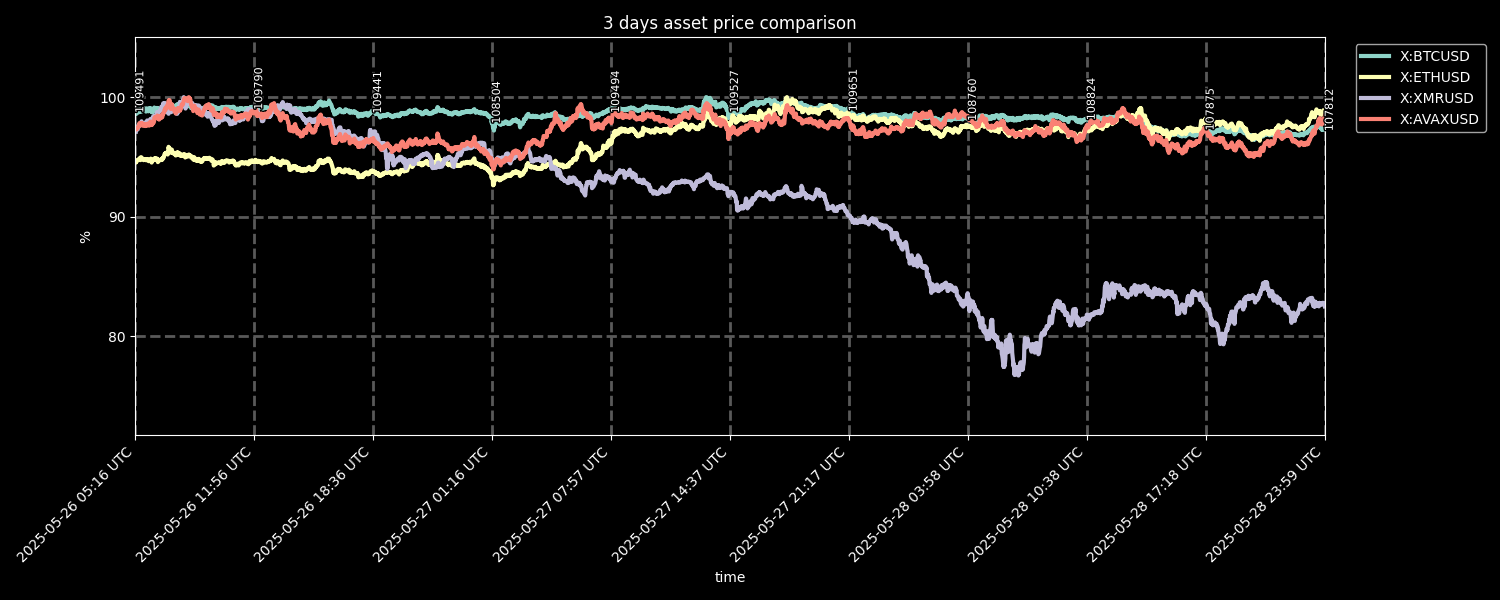 3 days asset price comparison
X:BTCUSD
X:ETHUSD
X:XMRUSD
X:AVAXUSD
109491
109790
109441
108504
109494
109527
109651
108760
108824
107875
107812
100
90
80
%
2025-05-26 05:16 UTC
2025-05-26 11:56 UTC
2025-05-26 18:36 UTC
2025-05-27 01:16 UTC
2025-05-27 07:57 UTC
2025-05-27 14:37 UTC
2025-05-27 21:17 UTC
2025-05-28 03:58 UTC
2025-05-28 10:38 UTC
2025-05-28 17:18 UTC
2025-05-28 23:59 UTC
time